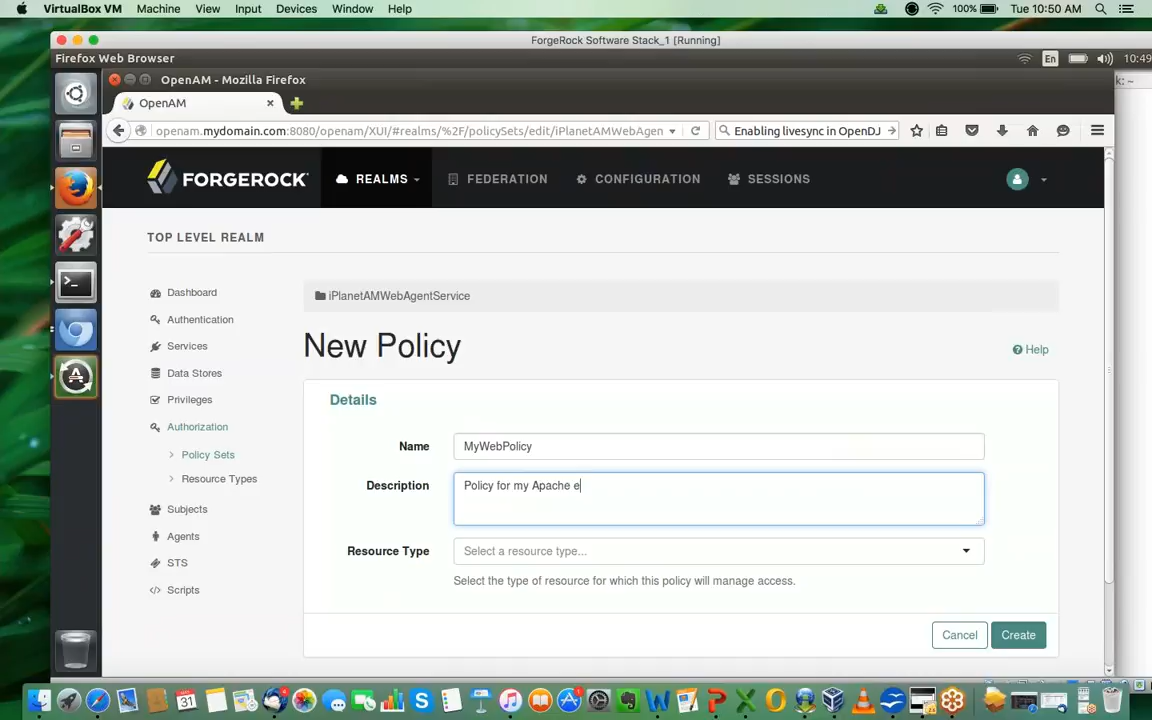 VirtualBox VM Machine View Input Devices Window Help 100% Tue 10:50 AM
ForgeRock Software Stack_1 [Running]
Firefox Web Browser En 10:49
OpenAM - Mozilla Firefox k: ~
OpenAM
openam.mydomain.com:8080/openam/XUI/#realms/%2F/policySets/edit/iPlanetAMWebAgen Enabling livesync in OpenDJ
FORGEROCK REALMS FEDERATION CONFIGURATION SESSIONS
TOP LEVEL REALM
Dashboard
Authentication
Services
Data Stores
Privileges
Authorization
Policy Sets
Resource Types
Subjects
Agents
STS
Scripts
iPlanetAMWebAgentService
New Policy
Help
Details
Name MyWebPolicy
Description Policy for my Apache e
Resource Type Select a resource type...
Select the type of resource for which this policy will manage access.
Cancel Create